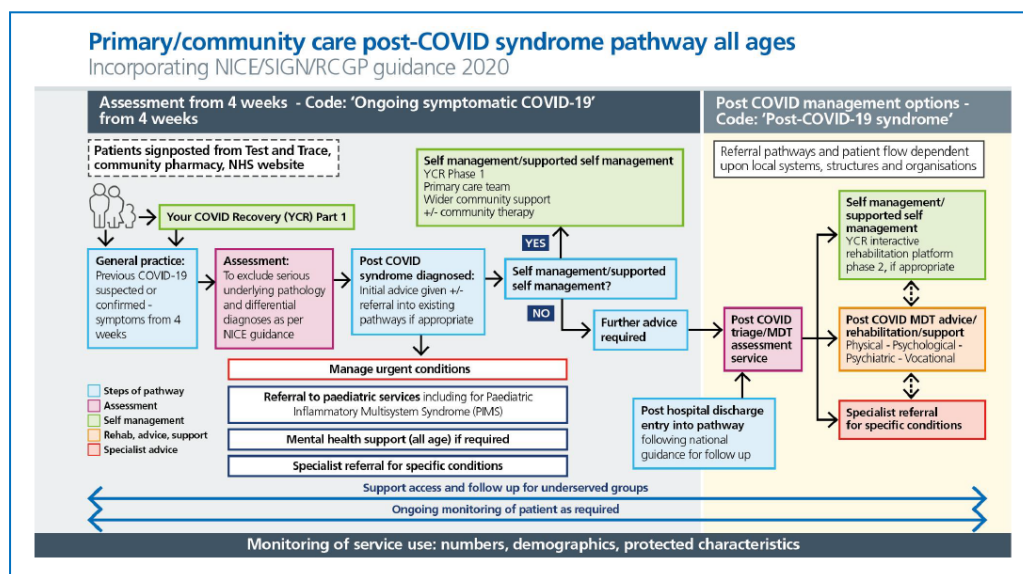 Primary/community care post-COVID syndrome pathway all ages
Incorporating NICE/SIGN/RCGP guidance 2020
Assessment from 4 weeks - Code: ‘Ongoing symptomatic COVID-19’
from 4 weeks
Post COVID management options -
Code: ‘Post-COVID-19 syndrome’
Patients signposted from Test and Trace,
community pharmacy, NHS website
Your COVID Recovery (YCR) Part 1
Self management/supported self management
YCR Phase 1
Primary care team
Wider community support
+/- community therapy
Referral pathways and patient flow dependent
upon local systems, structures and organisations
General practice:
Previous COVID-19
suspected or
confirmed -
symptoms from 4
weeks
Assessment:
To exclude serious
underlying pathology
and differential
diagnoses as per
NICE guidance
Post COVID
syndrome diagnosed:
Initial advice given +/-
referral into existing
pathways if appropriate
YES
Self management/supported
self management?
NO
Further advice
required
Post COVID
triage/MDT
assessment
service
Self management/
supported self
management
YCR interactive
rehabilitation platform
phase 2, if appropriate
Post COVID MDT advice/
rehabilitation/support
Physical - Psychological -
Psychiatric - Vocational
Specialist referral
for specific conditions
Manage urgent conditions
Referral to paediatric services including for Paediatric
Inflammatory Multisystem Syndrome (PIMS)
Mental health support (all age) if required
Specialist referral for specific conditions
Post hospital discharge
entry into pathway
following national
guidance for follow up
Steps of pathway
Assessment
Self management
Rehab, advice, support
Specialist advice
Support access and follow up for underserved groups
Ongoing monitoring of patient as required
Monitoring of service use: numbers, demographics, protected characteristics